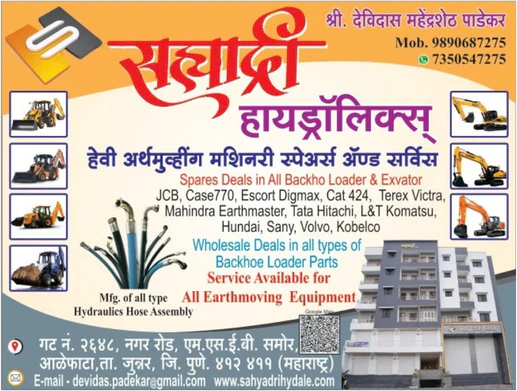 श्री. देविदास महेंद्रशेठ पाडेकर
Mob. 9890687275
7350547275
सह्याद्री
हायड्रॉलिक्स्
हेवी अर्थमुव्हींग मशिनरी स्पेअर्स ॲण्ड सर्विस
Spares Deals in All Backho Loader & Exvator
JCB, Case770, Escort Digmax, Cat 424, Terex Victra,
Mahindra Earthmaster, Tata Hitachi, L&T Komatsu,
Hundai, Sany, Volvo, Kobelco
Wholesale Deals in all types of
Backhoe Loader Parts
Service Available for
All Earthmoving Equipment
Mfg. of all type
Hydraulics Hose Assembly
Google Map
गट नं. २६४८, नगर रोड, एम.एस.ई.बी. समोर,
आळेफाटा,ता. जुन्नर, जि. पुणे. ४१२ ४११ (महाराष्ट्र)
E-mail - devidas.padekar@gmail.com www.sahyadrihydale.com